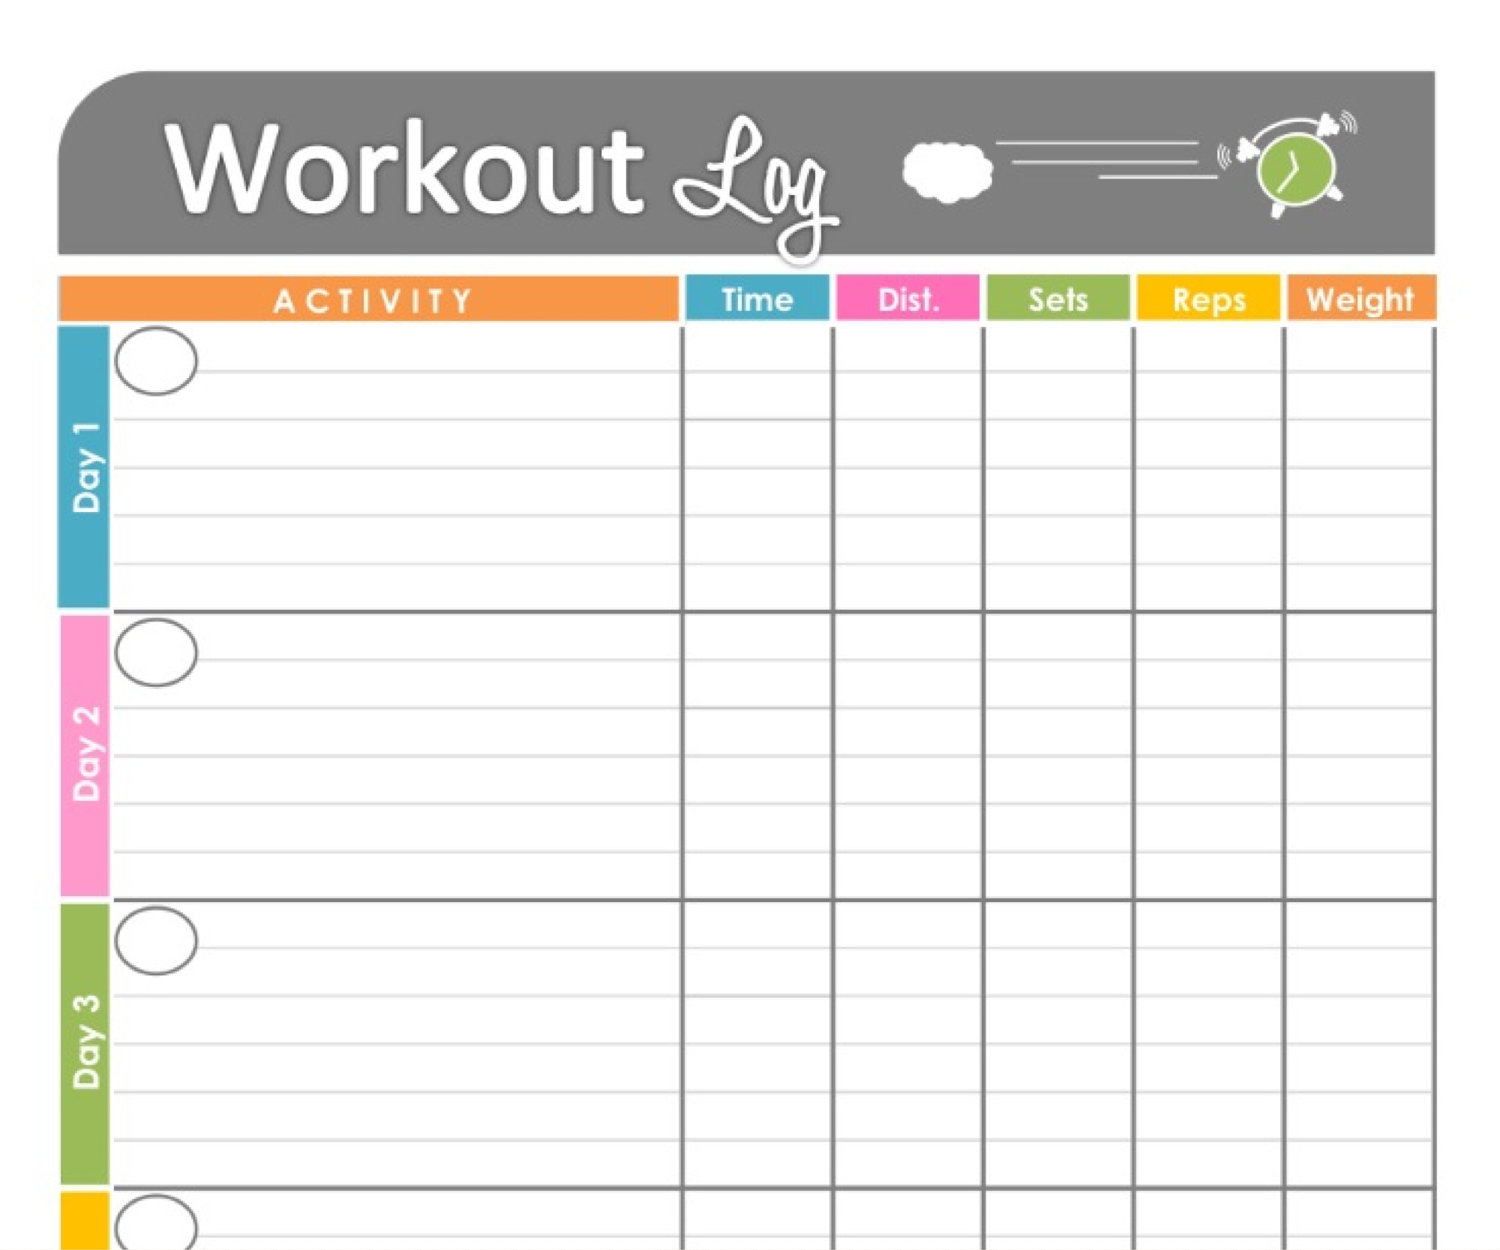 Workout Log
ACTIVITY Time Dist. Sets Reps Weight
Day 1
Day 2
Day 3